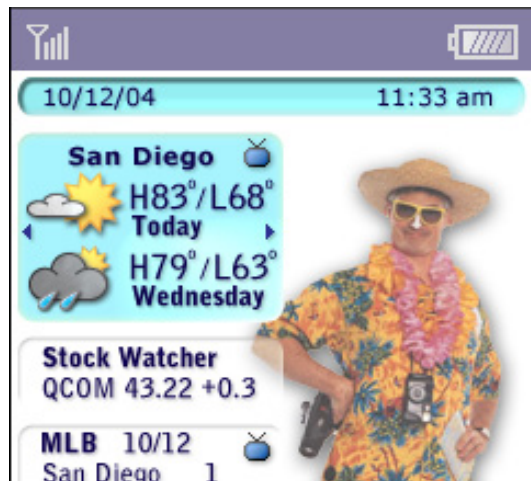 10/12/04 11:33 am
San Diego
H83°/L68°
Today
H79°/L63°
Wednesday
Stock Watcher
QCOM 43.22 +0.3
MLB 10/12
San Diego 1